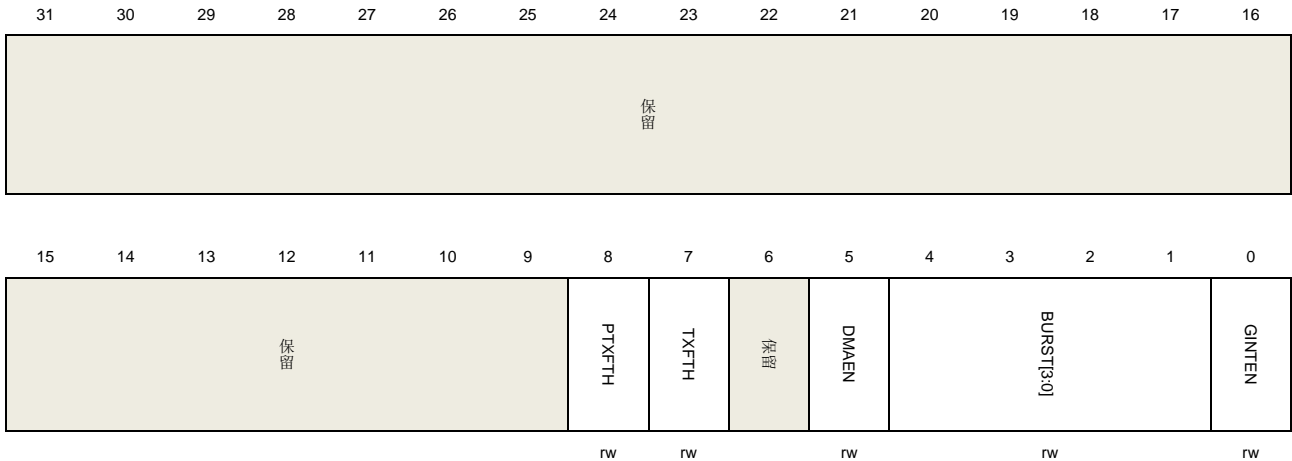 31 30 29 28 27 26 25 24 23 22 21 20 19 18 17 16
保留
15 14 13 12 11 10 9 8 7 6 5 4 3 2 1 0
保留
PTXFTH
TXFTH
保留
DMAEN
BURST[3:0]
GINTEN
rw rw rw rw rw